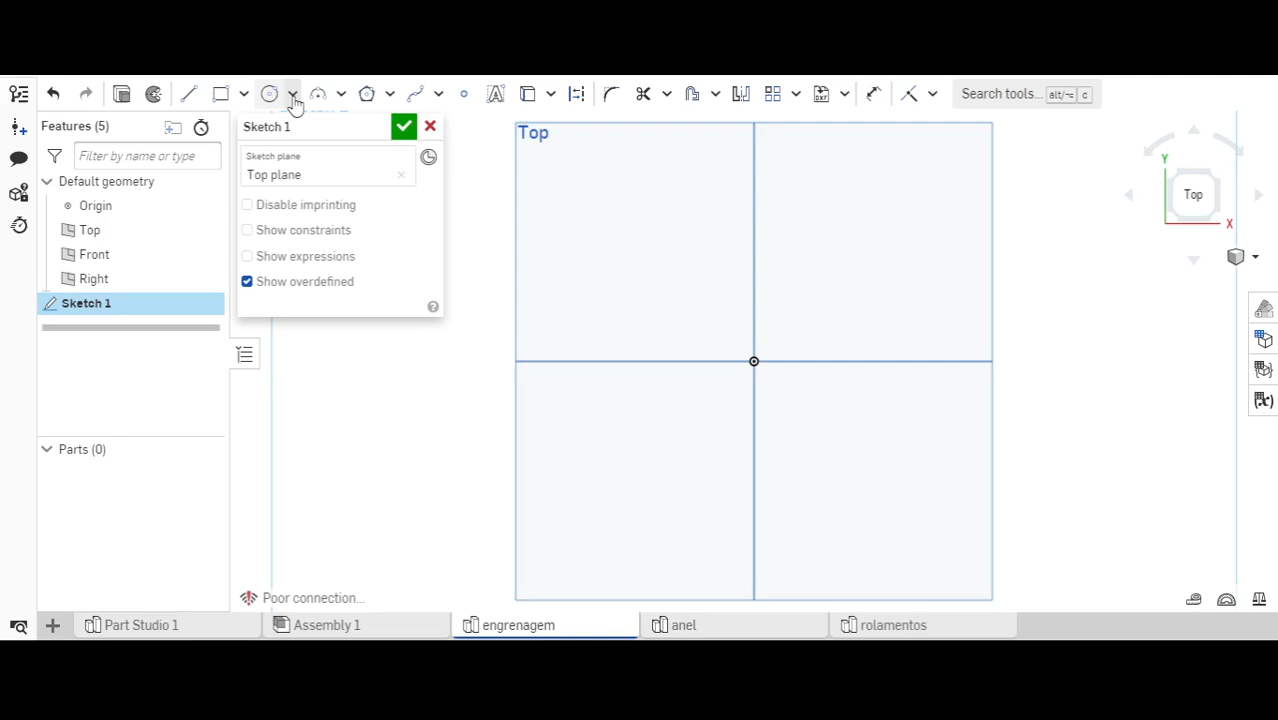 Search tools... alt/⌥ c
Features (5)
Filter by name or type
Default geometry
Origin
Top
Front
Right
Sketch 1
Parts (0)
Sketch 1
Sketch plane
Top plane
Disable imprinting
Show constraints
Show expressions
Show overdefined
Top
Y
Top
X
Poor connection...
Part Studio 1
Assembly 1
engrenagem
anel
rolamentos